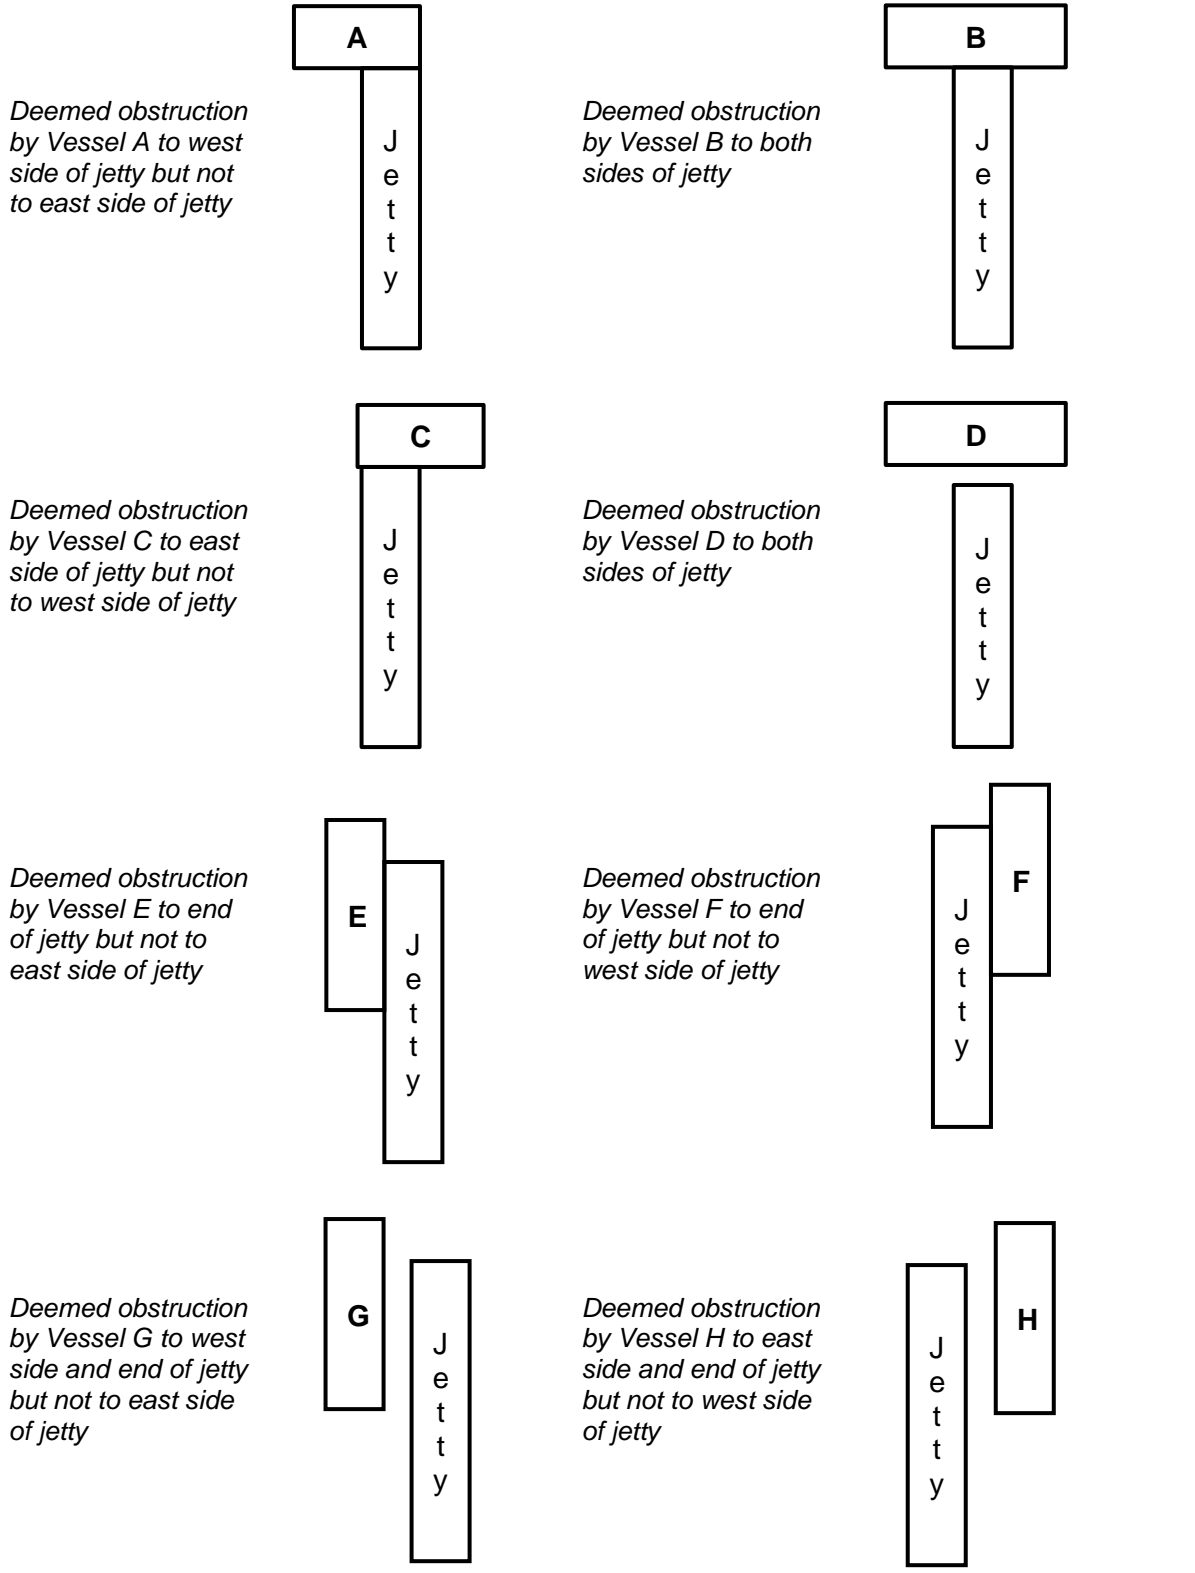 A
Deemed obstruction
by Vessel A to west
side of jetty but not
to east side of jetty
J
e
t
t
y
B
Deemed obstruction
by Vessel B to both
sides of jetty
J
e
t
t
y
C
Deemed obstruction
by Vessel C to east
side of jetty but not
to west side of jetty
J
e
t
t
y
D
Deemed obstruction
by Vessel D to both
sides of jetty
J
e
t
t
y
Deemed obstruction
by Vessel E to end
of jetty but not to
east side of jetty
E
J
e
t
t
y
Deemed obstruction
by Vessel F to end
of jetty but not to
west side of jetty
F
J
e
t
t
y
Deemed obstruction
by Vessel G to west
side and end of jetty
but not to east side
of jetty
G
J
e
t
t
y
Deemed obstruction
by Vessel H to east
side and end of jetty
but not to west side
of jetty
H
J
e
t
t
y